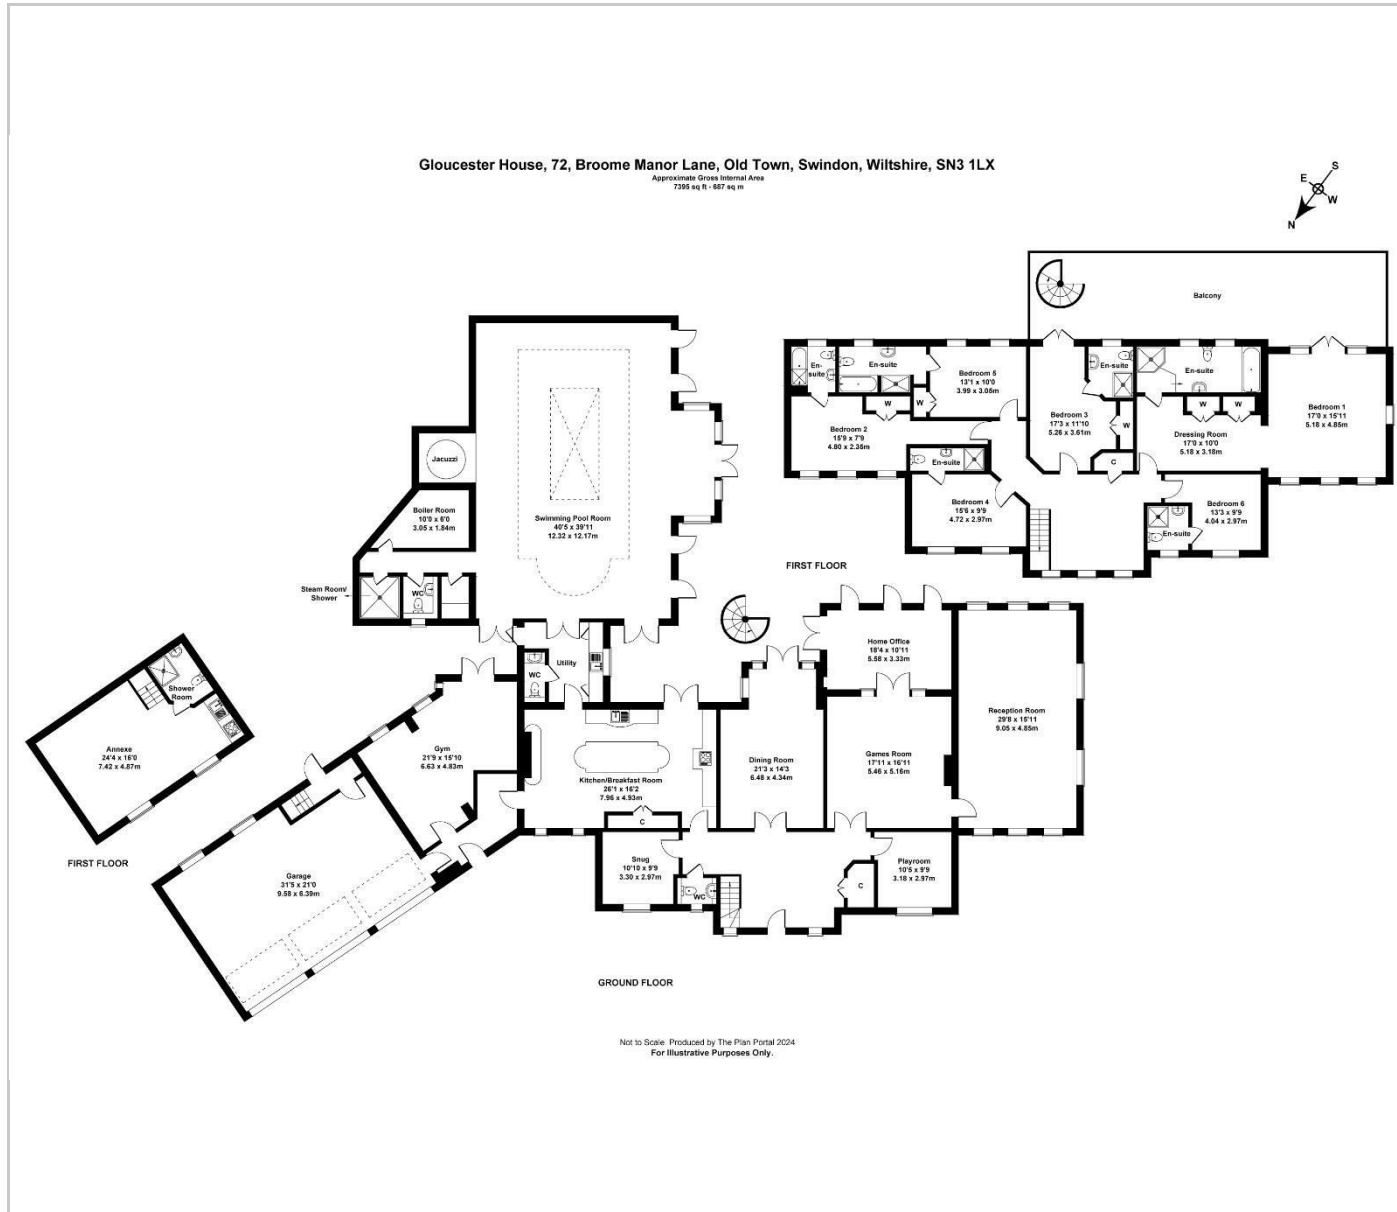 Gloucester House, 72, Broome Manor Lane, Old Town, Swindon, Wiltshire, SN3 1LX
Approximate Gross Internal Area
7395 sq ft - 687 sq m
S
E
W
N
Balcony
En-suite
En-suite
Bedroom 5
13'1 x 10'0
3.99 x 3.05m
En-suite
En-suite
W
W
W
W
W
Bedroom 2
15'9 x 7'9
4.80 x 2.35m
Bedroom 3
17'3 x 11'10
5.26 x 3.61m
Dressing Room
17'0 x 10'0
5.18 x 3.18m
Bedroom 1
17'0 x 15'11
5.18 x 4.85m
C
En-suite
Bedroom 4
15'6 x 9'9
4.72 x 2.97m
Bedroom 6
13'3 x 9'9
4.04 x 2.97m
En-suite
FIRST FLOOR
Jacuzzi
Boiler Room
10'0 x 6'0
3.05 x 1.84m
Swimming Pool Room
40'5 x 39'11
12.32 x 12.17m
Steam Room/
Shower
WC
Utility
WC
Home Office
18'4 x 10'11
5.58 x 3.33m
Shower
Room
Annexe
24'4 x 16'0
7.42 x 4.87m
FIRST FLOOR
Gym
21'9 x 15'10
6.63 x 4.83m
Kitchen/Breakfast Room
26'1 x 16'2
7.96 x 4.93m
Dining Room
21'3 x 14'3
6.48 x 4.34m
Games Room
17'11 x 16'11
5.46 x 5.16m
Reception Room
29'8 x 15'11
9.05 x 4.85m
C
Garage
31'5 x 21'0
9.58 x 6.39m
Snug
10'10 x 9'9
3.30 x 2.97m
WC
C
Playroom
10'5 x 9'9
3.18 x 2.97m
GROUND FLOOR
Not to Scale. Produced by The Plan Portal 2024
For Illustrative Purposes Only.